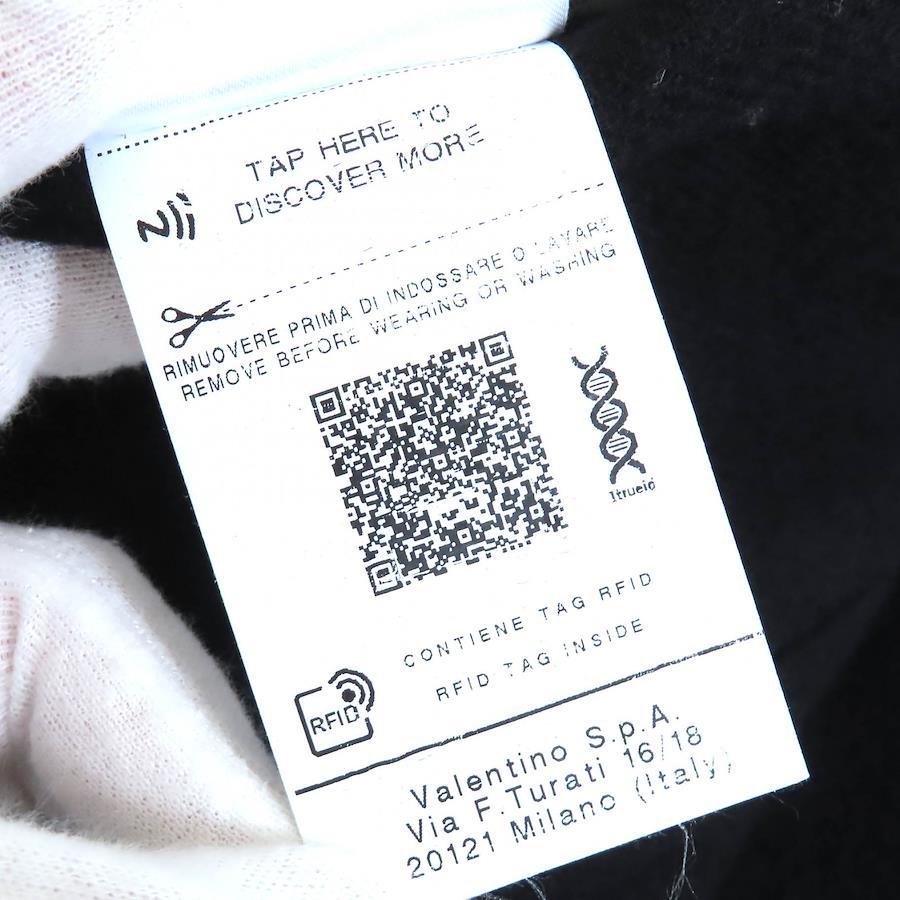 TAP HERE TO
DISCOVER MORE
RIMUOVERE PRIMA DI INDOSSARE O LAVARE
REMOVE BEFORE WEARING OR WASHING
1trueid
CONTIENE TAG RFID
RFID TAG INSIDE
RFID
Valentino S.p.A.
Via F.Turati 16/18
20121 Milano (Italy)